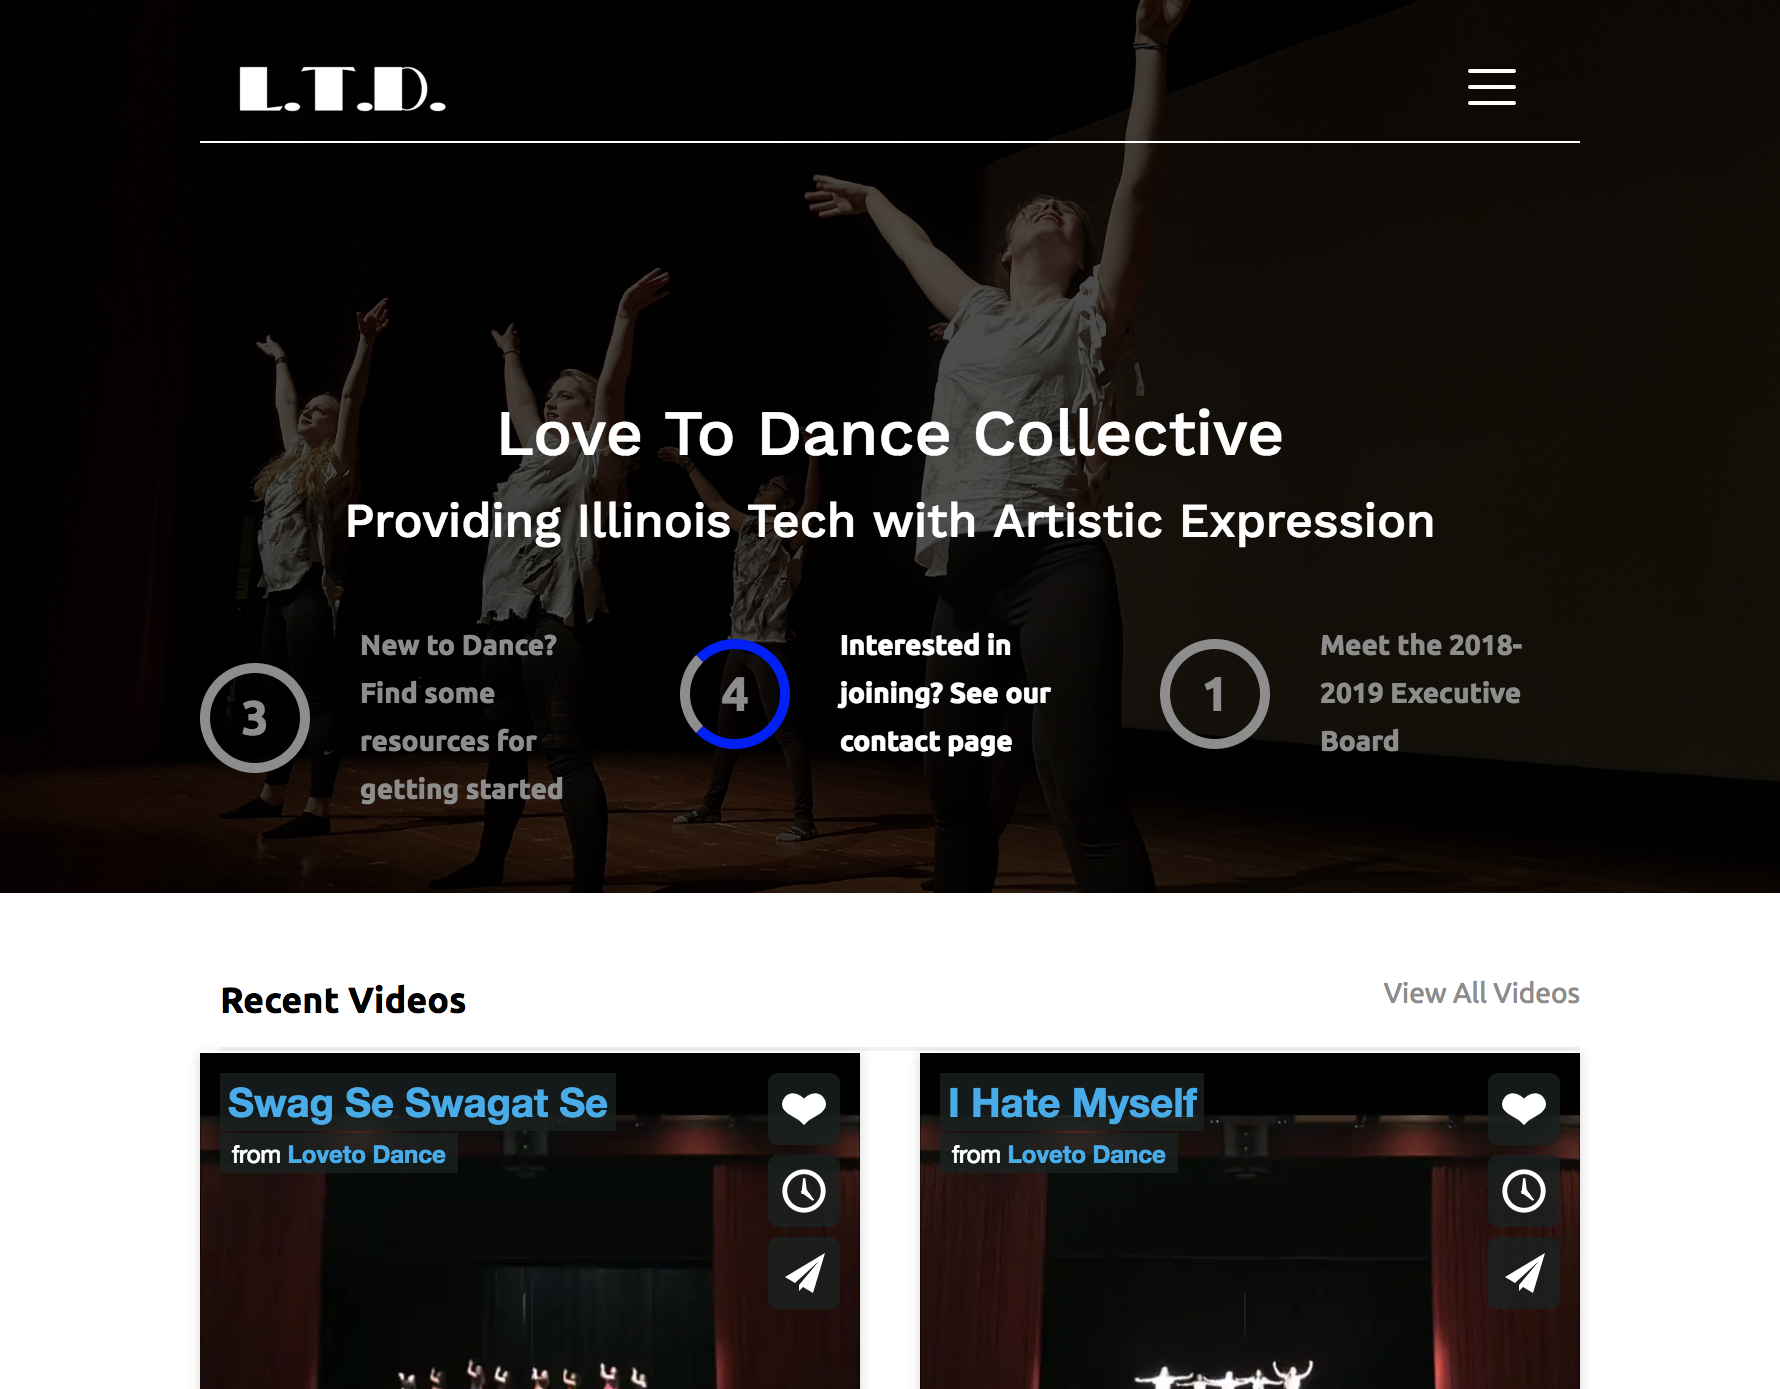 L.T.D.
Love To Dance Collective
Providing Illinois Tech with Artistic Expression
3
New to Dance?
Find some
resources for
getting started
4
Interested in
joining? See our
contact page
1
Meet the 2018-
2019 Executive
Board
Recent Videos
View All Videos
Swag Se Swagat Se
from Loveto Dance
I Hate Myself
from Loveto Dance